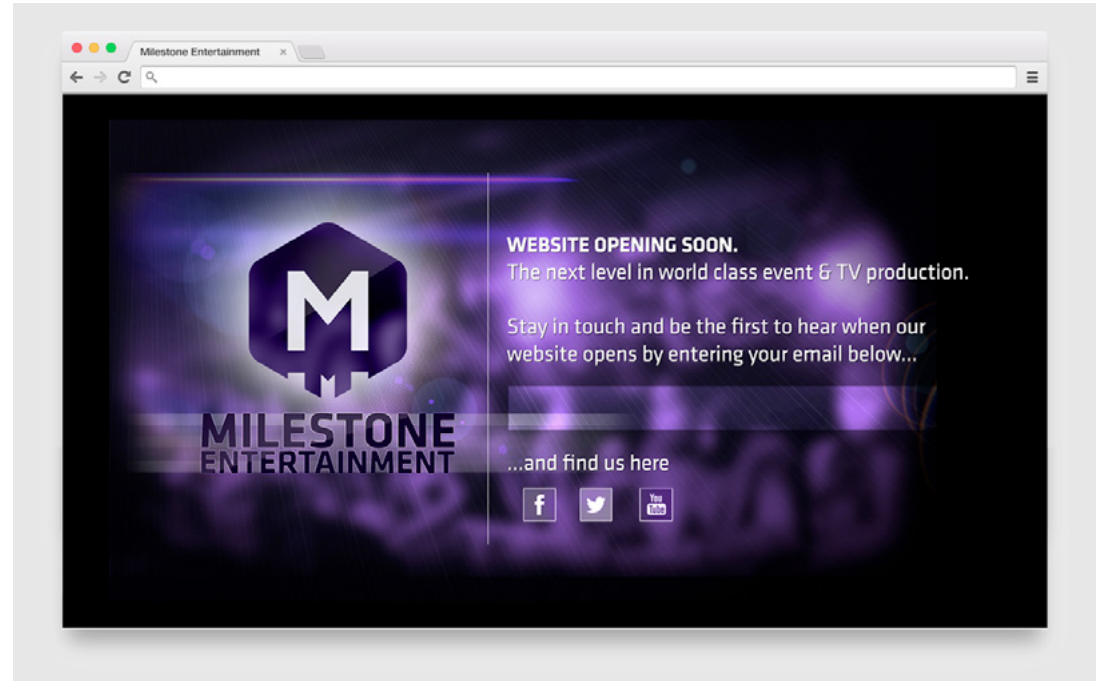 Milestone Entertainment
M
M
MILESTONE
ENTERTAINMENT
WEBSITE OPENING SOON.
The next level in world class event & TV production.
Stay in touch and be the first to hear when our
website opens by entering your email below...
...and find us here
f
You
Tube